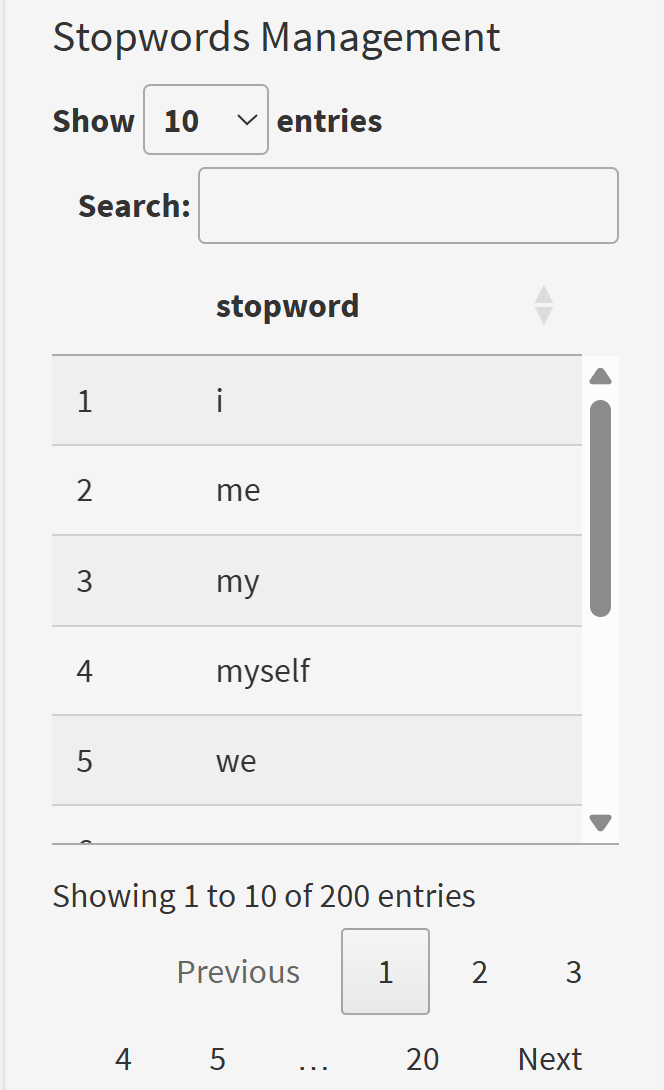 Stopwords Management
Show 10 entries
Search:
stopword
1 i
2 me
3 my
4 myself
5 we
Showing 1 to 10 of 200 entries
Previous 1 2 3
4 5 ... 20 Next